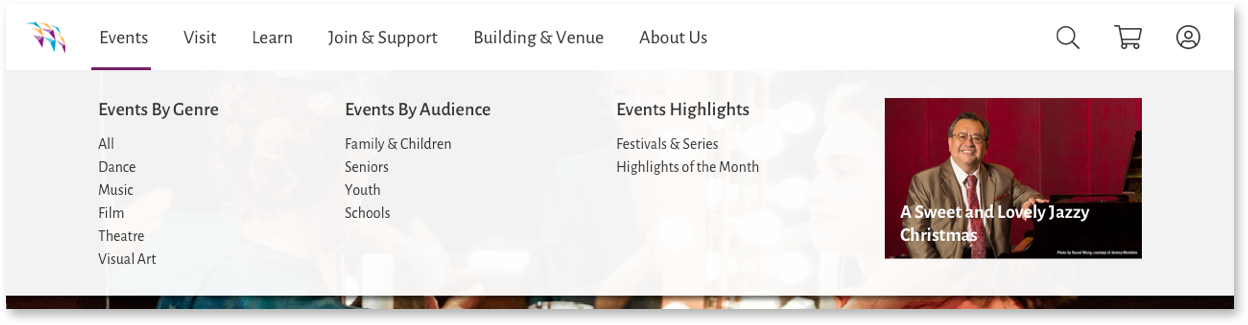 Events Visit Learn Join & Support Building & Venue About Us
Events By Genre
All
Dance
Music
Film
Theatre
Visual Art
Events By Audience
Family & Children
Seniors
Youth
Schools
Events Highlights
Festivals & Series
Highlights of the Month
A Sweet and Lovely Jazzy
Christmas